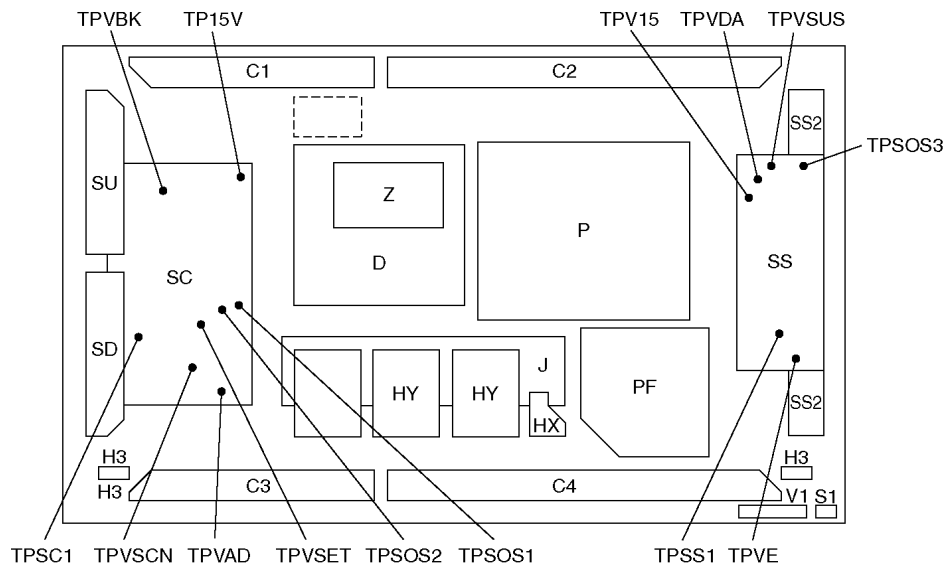 TPVBK TP15V TPV15 TPVDA TPVSUS
C1 C2
SS2
TPSOS3
SU
Z
P
D
SC
SS
SD
J
HY HY
PF
HX
SS2
H3 H3
H3
C3 C4
V1 S1
TPSC1 TPVSCN TPVAD TPVSET TPSOS2 TPSOS1 TPSS1 TPVE